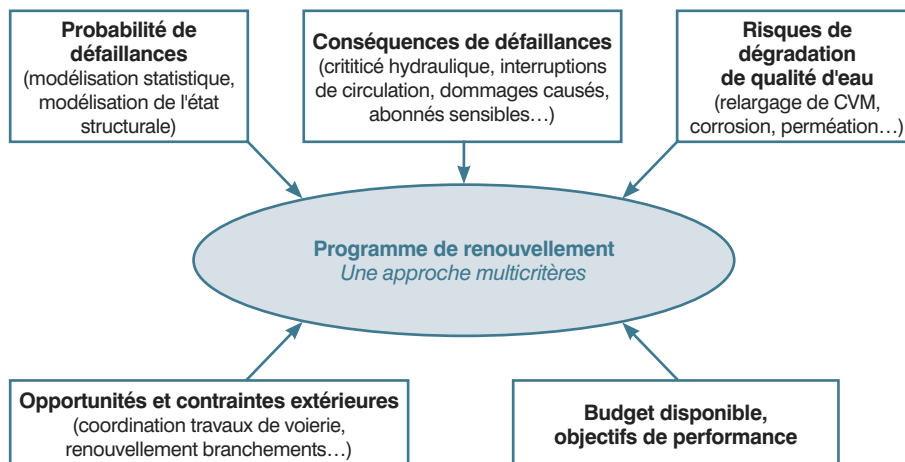 Probabilité de
défaillances
(modélisation statistique,
modélisation de l'état
structurale)
Conséquences de défaillances
(crititicé hydraulique, interruptions
de circulation, dommages causés,
abonnés sensibles…)
Risques de
dégradation
de qualité d'eau
(relargage de CVM,
corrosion, perméation…)
Programme de renouvellement
Une approche multicritères
Opportunités et contraintes extérieures
(coordination travaux de voierie,
renouvellement branchements…)
Budget disponible,
objectifs de performance